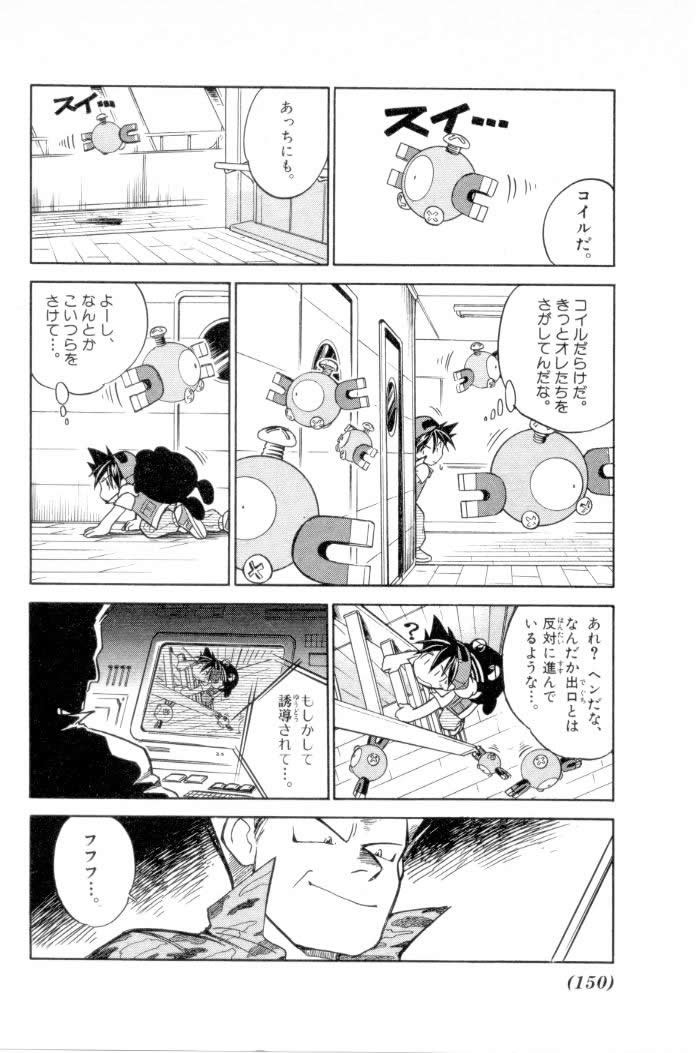 スイ…
コイルだ。
スイ…
あっちにも。
コイルだらけだ。
きっとオレたちを
さがしてんだな。
よーし、
なんとか
こいつらを
さけて…。
あれ？　ヘンだな、
なんだか出口とは
反対に進んで
いるような…。
?
もしかして
誘導されて…。
フフフ…。
(150)